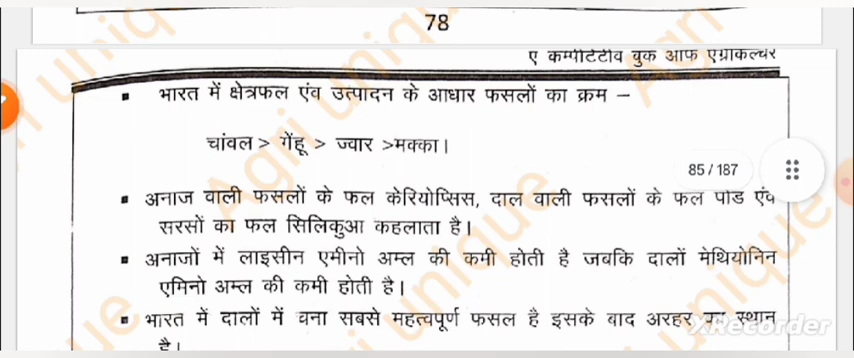 78
ए कम्पीटेटीव बुक आफ एग्रीकल्चर
▪ भारत में क्षेत्रफल एंव उत्पादन के आधार फसलों का क्रम –
चांवल > गेंहू > ज्वार >मक्का।
85 / 187
▪ अनाज वाली फसलों के फल केरियोप्सिस, दाल वाली फसलों के फल पोड एंव
सरसों का फल सिलिकुआ कहलाता है।
▪ अनाजों में लाइसीन एमीनो अम्ल की कमी होती है जबकि दालों मेथियोनिन
एमिनो अम्ल की कमी होती है।
▪ भारत में दालों में चना सबसे महत्वपूर्ण फसल है इसके बाद अरहर का स्थान
है।
XRecorder
Agri unique